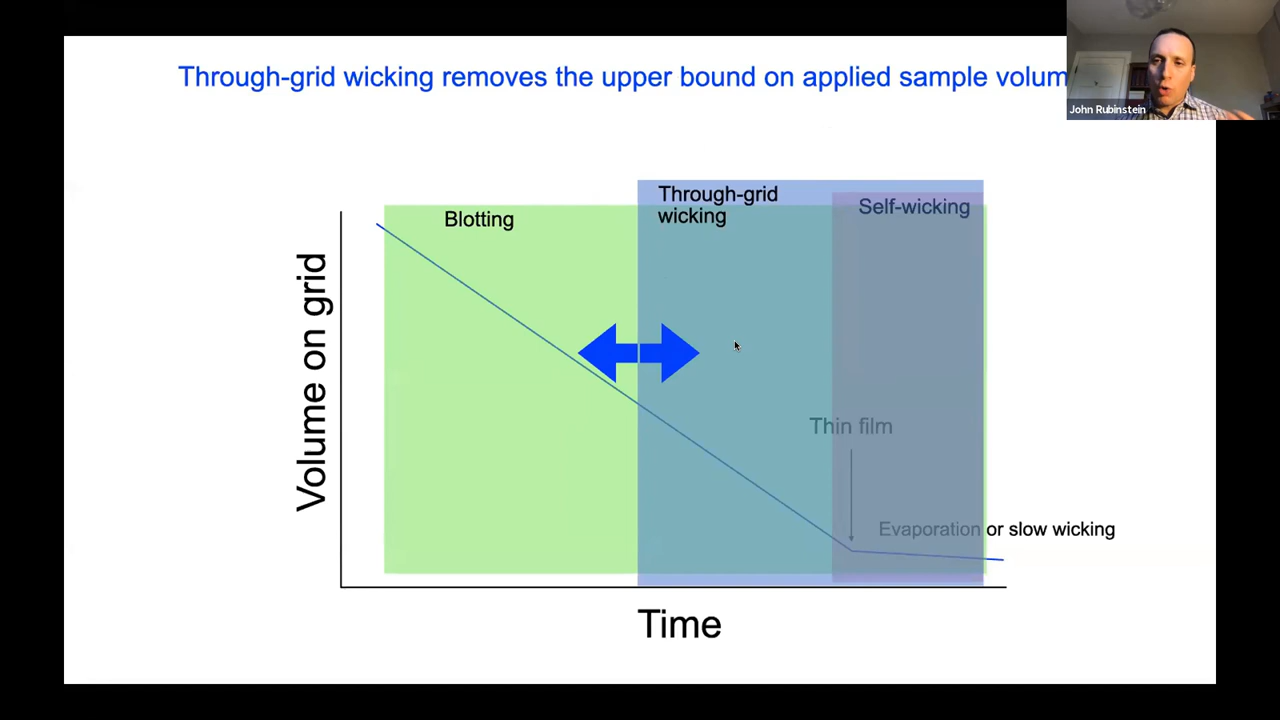 Through-grid wicking removes the upper bound on applied sample volum
John Rubinstein
Through-grid
wicking
Self-wicking
Blotting
Volume on grid
Thin film
Evaporation or slow wicking
Time